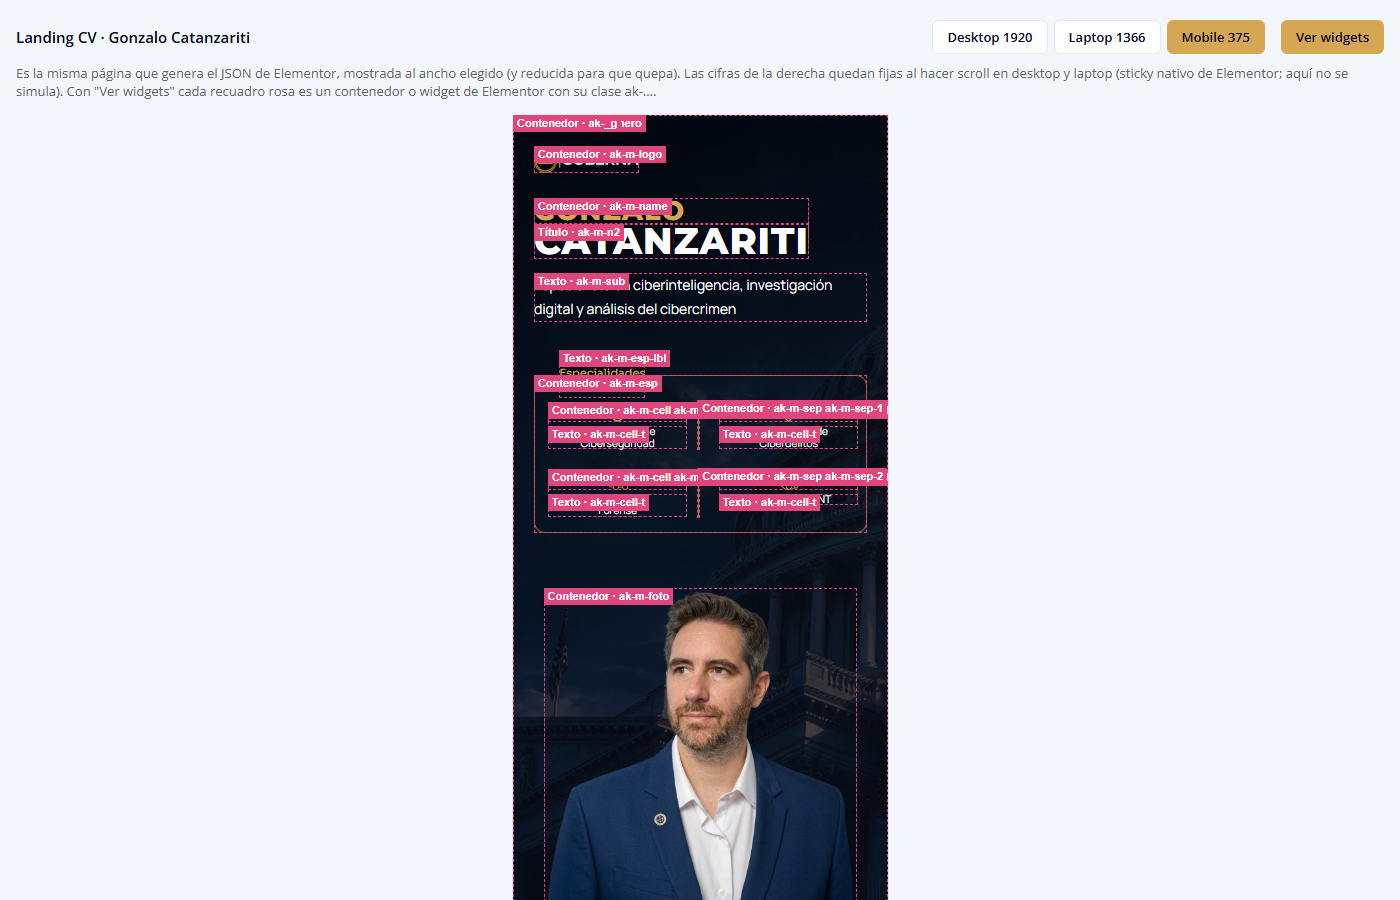 Landing CV · Gonzalo Catanzariti
Desktop 1920
Laptop 1366
Mobile 375
Ver widgets
Es la misma página que genera el JSON de Elementor, mostrada al ancho elegido (y reducida para que quepa). Las cifras de la derecha quedan fijas al hacer scroll en desktop y laptop (sticky nativo de Elementor; aquí no se
simula). Con "Ver widgets" cada recuadro rosa es un contenedor o widget de Elementor con su clase ak-....
Contenedor · ak-m-logo
Contenedor · ak-m-name
GONZALO
Título · ak-m-n2
CATANZARITI
Texto · ak-m-sub
ciberinteligencia, investigación
digital y análisis del cibercrimen
Texto · ak-m-esp-lbl
Especialidades
Contenedor · ak-m-esp
Contenedor · ak-m-cell ak-m
Contenedor · ak-m-sep ak-m-sep-1
Texto · ak-m-cell-t
Texto · ak-m-cell-t
Ciberseguridad
Ciberdelitos
Contenedor · ak-m-cell ak-m
Contenedor · ak-m-sep ak-m-sep-2
Texto · ak-m-cell-t
Texto · ak-m-cell-t
Forense
Contenedor · ak-m-foto